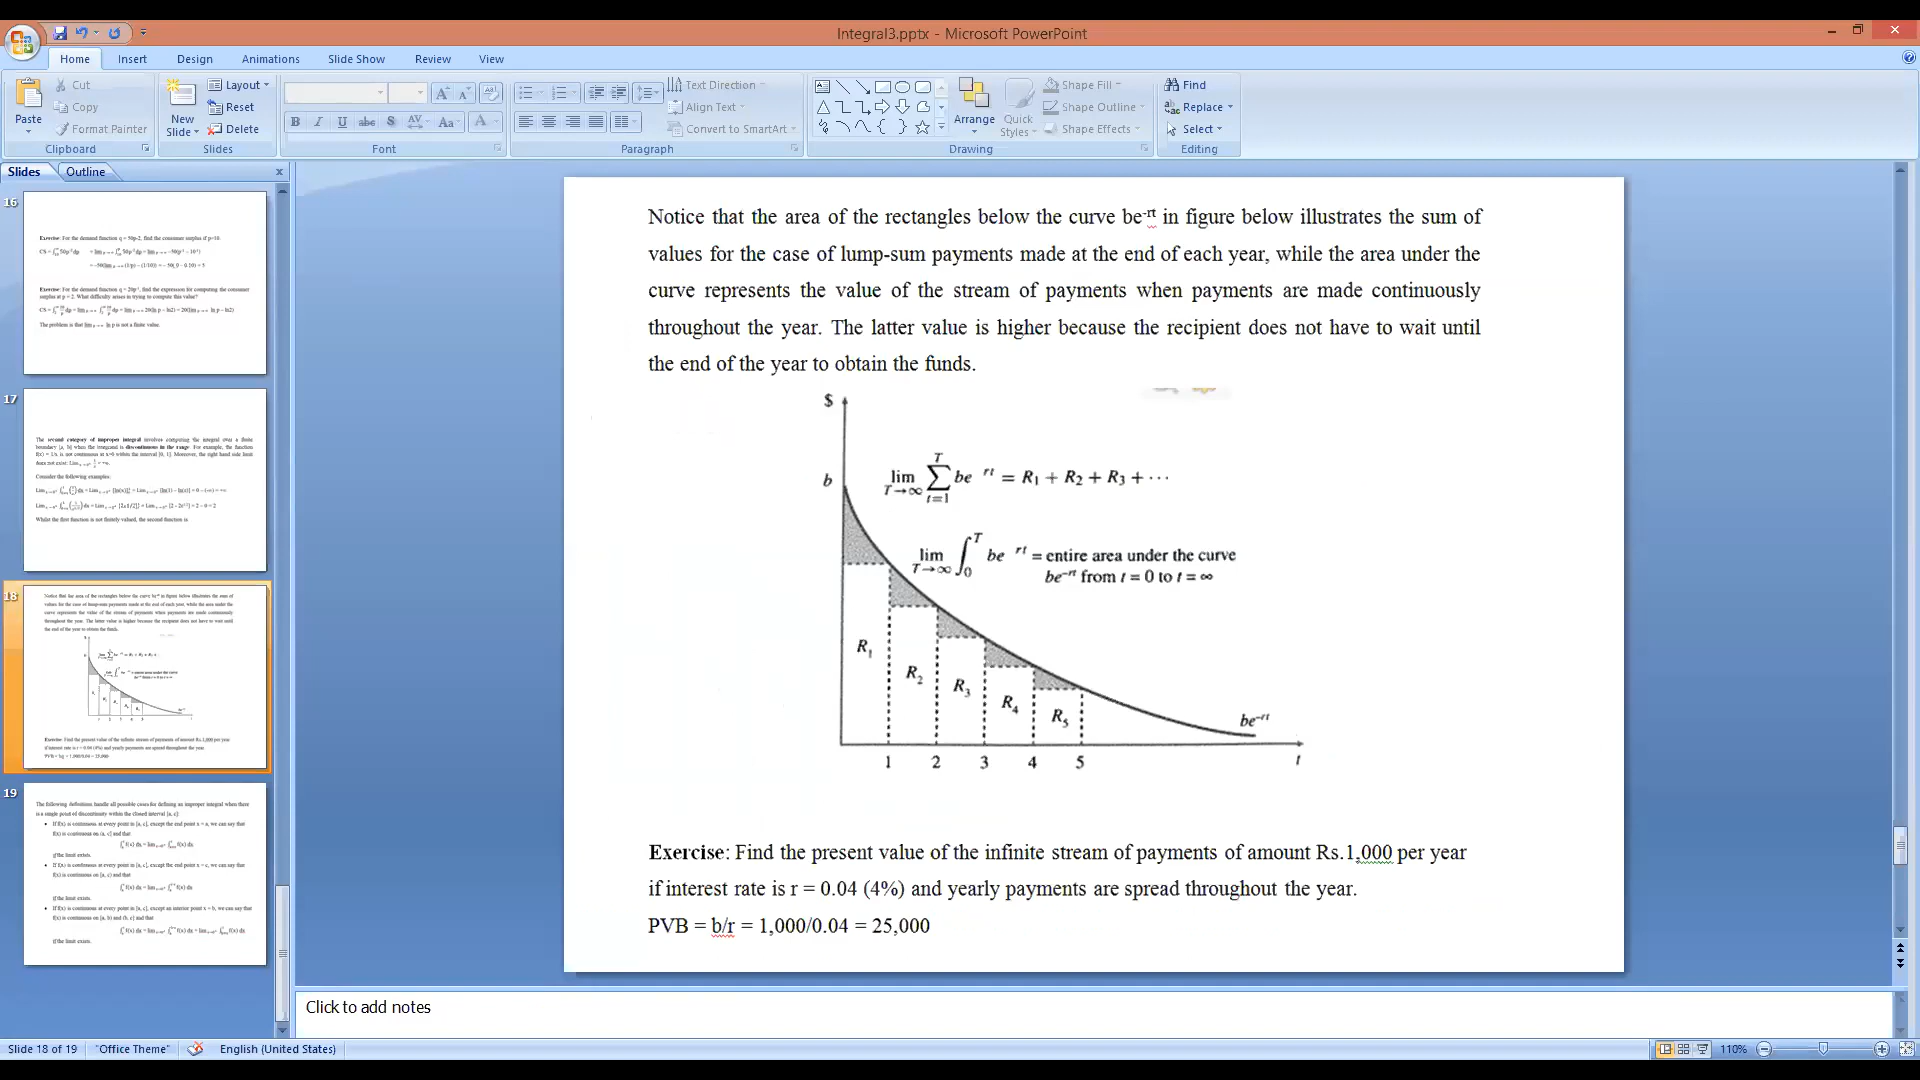 Integral3.pptx - Microsoft PowerPoint
Home Insert Design Animations Slide Show Review View
Paste
Cut
Copy
Format Painter
Clipboard
New Slide
Layout
Reset
Delete
Slides
Font
Text Direction
Align Text
Convert to SmartArt
Paragraph
Arrange
Quick Styles
Shape Fill
Shape Outline
Shape Effects
Drawing
Find
Replace
Select
Editing
Slides Outline
16
17
18
19
Notice that the area of the rectangles below the curve be⁻ʳᵗ in figure below illustrates the sum of
values for the case of lump-sum payments made at the end of each year, while the area under the
curve represents the value of the stream of payments when payments are made continuously
throughout the year. The latter value is higher because the recipient does not have to wait until
the end of the year to obtain the funds.
$
b
lim T→∞ ∑ T t=1 be rt = R₁ + R₂ + R₃ + ···
lim T→∞ ∫₀ᵀ be rt = entire area under the curve
be⁻ʳᵗ from t = 0 to t = ∞
R₁ R₂ R₃ R₄ R₅
be⁻ʳᵗ
1 2 3 4 5 t
Exercise: Find the present value of the infinite stream of payments of amount Rs.1,000 per year
if interest rate is r = 0.04 (4%) and yearly payments are spread throughout the year.
PVB = b/r = 1,000/0.04 = 25,000
Click to add notes
Slide 18 of 19 "Office Theme" English (United States) 110%